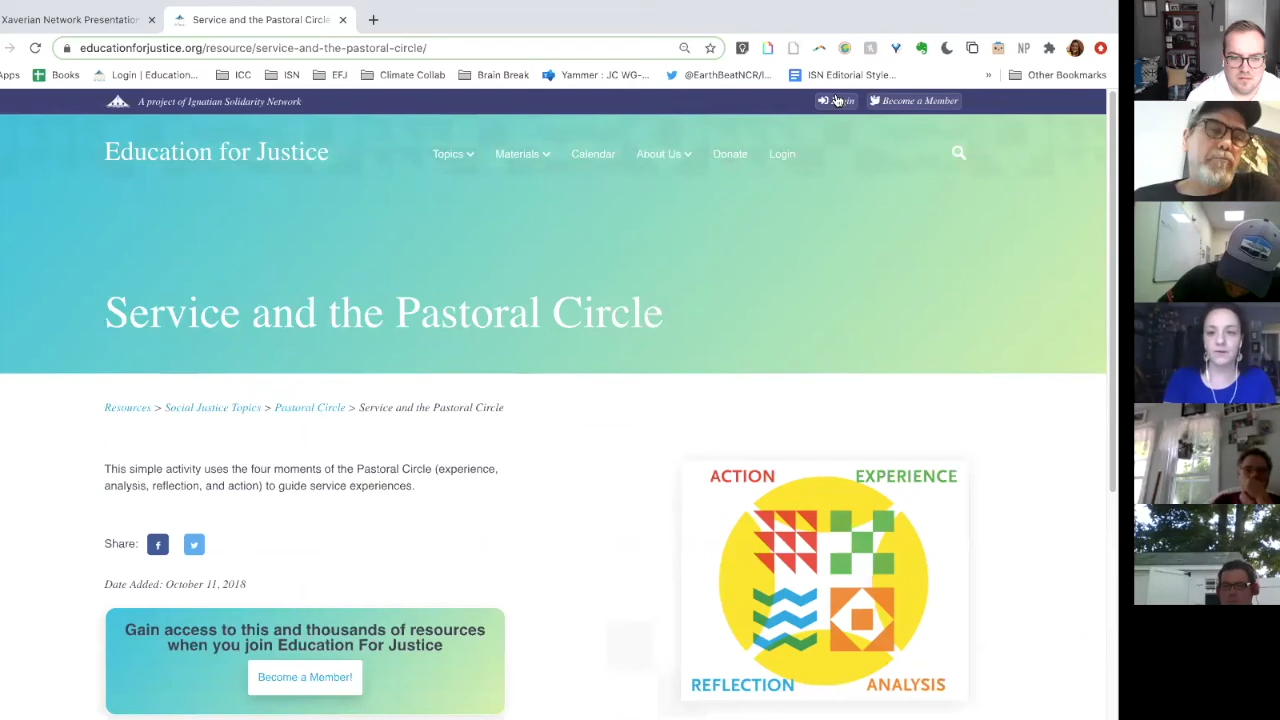 Xaverian Network Presentation
Service and the Pastoral Circle
educationforjustice.org/resource/service-and-the-pastoral-circle/
NP
Apps
Books
Login | Education...
ICC
ISN
EFJ
Climate Collab
Brain Break
Yammer : JC WG-...
@EarthBeatNCR/I...
ISN Editorial Style...
»
Other Bookmarks
A project of Ignatian Solidarity Network
Become a Member
Education for Justice
Topics
Materials
Calendar
About Us
Donate
Login
Service and the Pastoral Circle
Resources > Social Justice Topics > Pastoral Circle > Service and the Pastoral Circle
This simple activity uses the four moments of the Pastoral Circle (experience,
analysis, reflection, and action) to guide service experiences.
Share:
Date Added: October 11, 2018
Gain access to this and thousands of resources
when you join Education For Justice
Become a Member!
ACTION
EXPERIENCE
REFLECTION
ANALYSIS